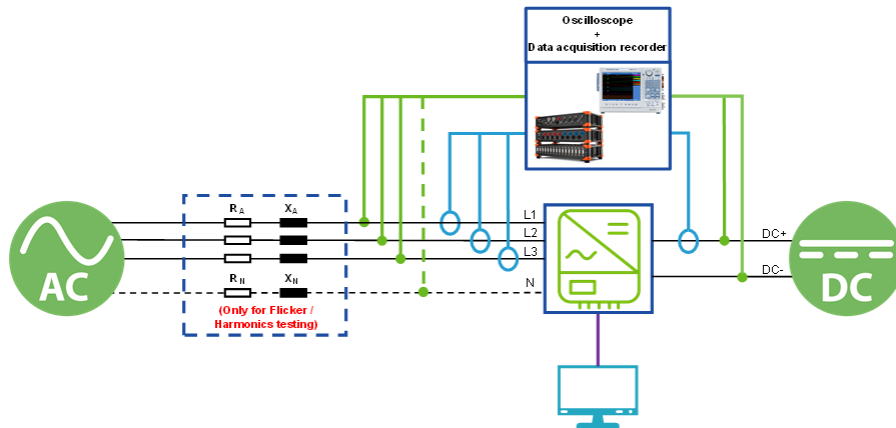 Oscilloscope
+
Data acquisition recorder
R A
X A
L1
L2
L3
N
R N
X N
(Only for Flicker /
Harmonics testing)
AC
DC+
DC-
DC